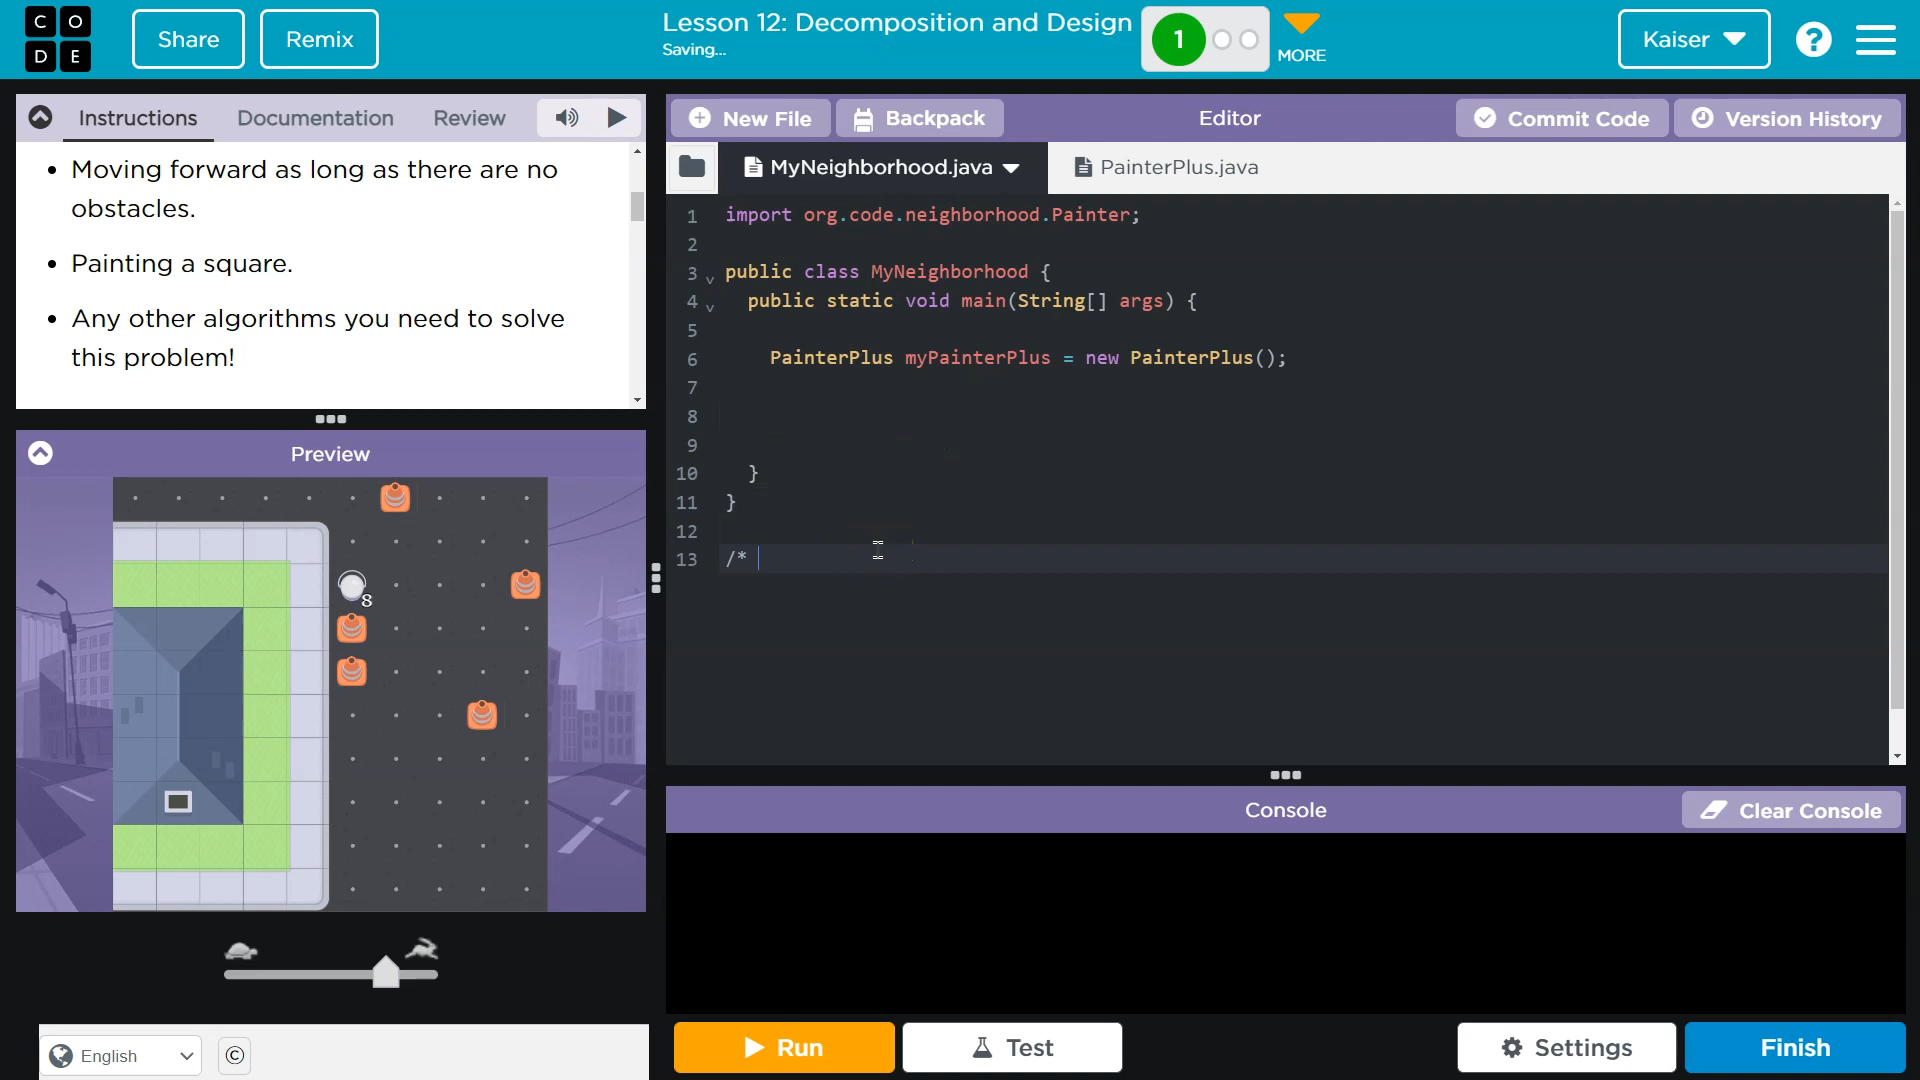 C O
D E
Share
Remix
Lesson 12: Decomposition and Design
Saving...
1
MORE
Kaiser
?
Instructions
Documentation
Review
• Moving forward as long as there are no
obstacles.
• Painting a square.
• Any other algorithms you need to solve
this problem!
Preview
8
English
©
New File
Backpack
Editor
Commit Code
Version History
MyNeighborhood.java
PainterPlus.java
1 import org.code.neighborhood.Painter;
2
3 public class MyNeighborhood {
4 public static void main(String[] args) {
5
6 PainterPlus myPainterPlus = new PainterPlus();
7
8
9
10 }
11 }
12
13 /*
Console
Clear Console
Run
Test
Settings
Finish